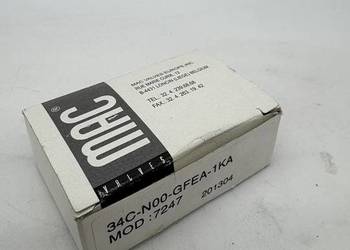 MAC VALVES EUROPE, INC.
RUE MARIE CURIE, 12
B-4431 LONCIN (LIEGE) BELGIUM
TEL. 32. 4. 239.68.68
FAX. 32. 4. 263. 19. 42
MAC
®
VALVES
34C-N00-GFEA-1KA
MOD : 7247 201304